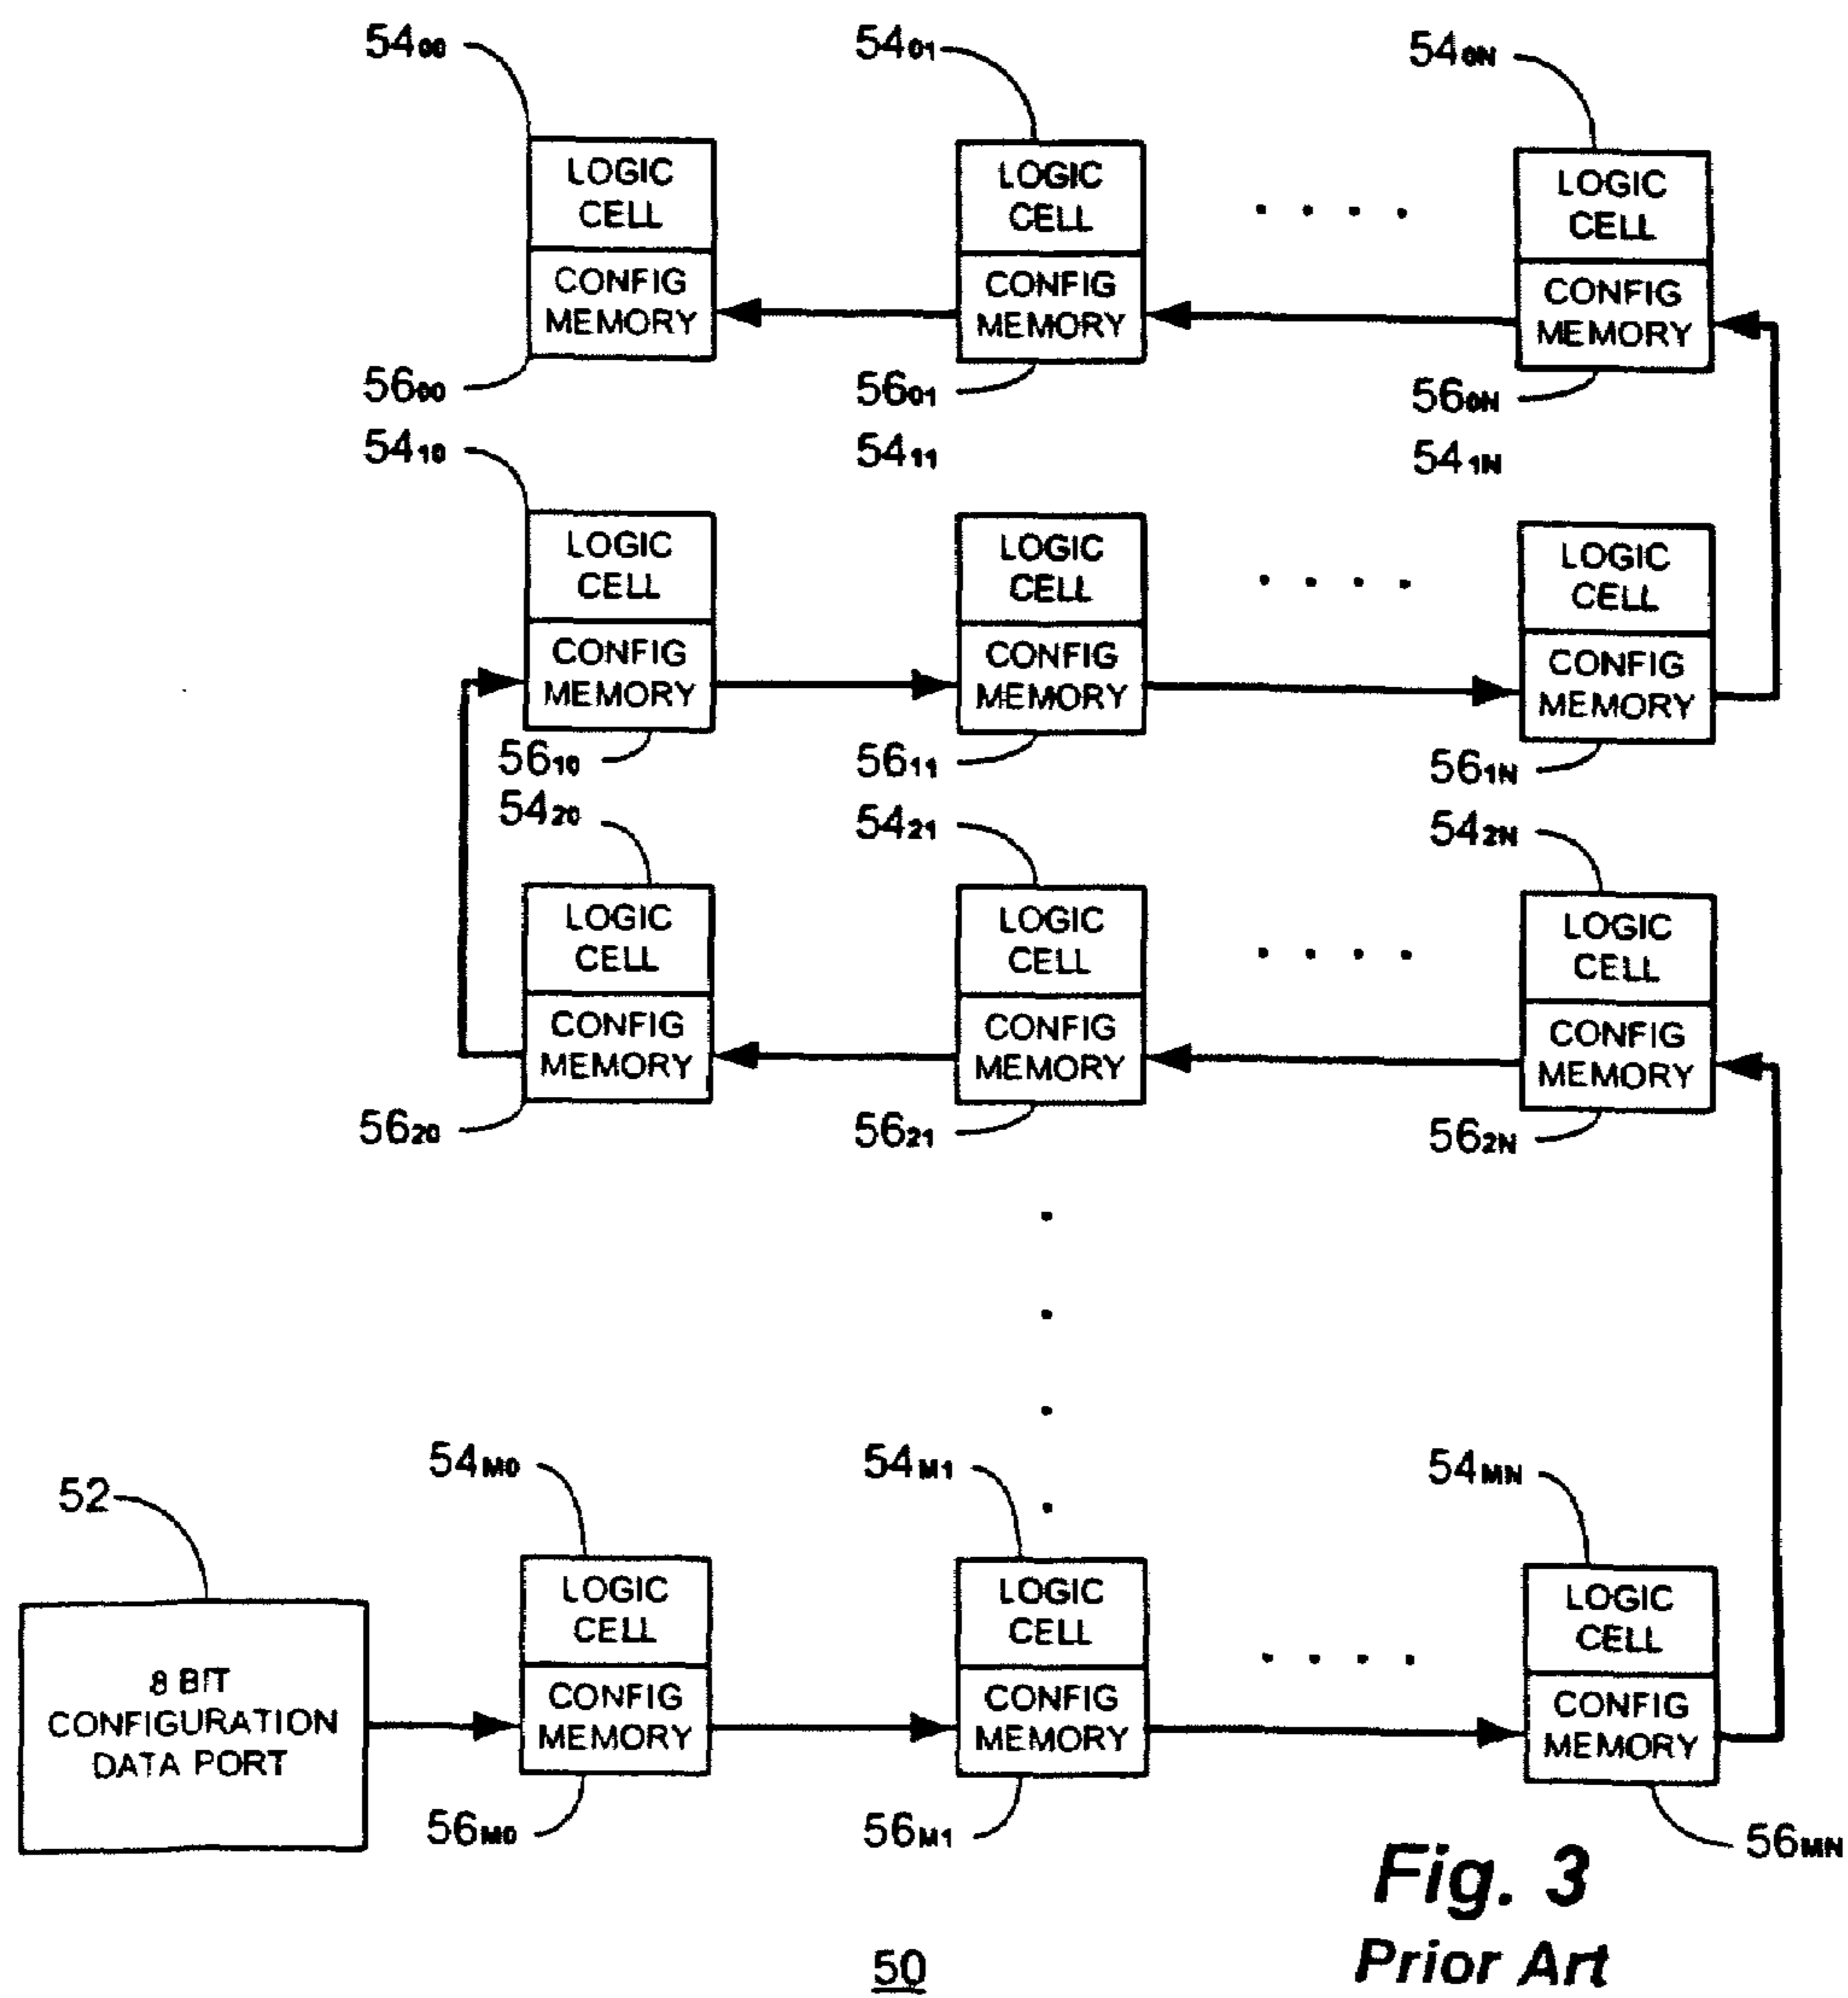 54₀₀ 54₀₁ 54₀N
LOGIC CELL LOGIC CELL LOGIC CELL
CONFIG MEMORY CONFIG MEMORY CONFIG MEMORY
56₀₀ 56₀₁ 56₀N
54₁₀ 54₁₁ 54₁N
LOGIC CELL LOGIC CELL LOGIC CELL
CONFIG MEMORY CONFIG MEMORY CONFIG MEMORY
56₁₀ 56₁₁ 56₁N
54₂₀ 54₂₁ 54₂N
LOGIC CELL LOGIC CELL LOGIC CELL
CONFIG MEMORY CONFIG MEMORY CONFIG MEMORY
56₂₀ 56₂₁ 56₂N
52 54M0 54M1 54MN
LOGIC CELL LOGIC CELL LOGIC CELL
8 BIT
CONFIGURATION
DATA PORT
CONFIG MEMORY CONFIG MEMORY CONFIG MEMORY
56M0 56M1 56MN
Fig. 3
Prior Art
50